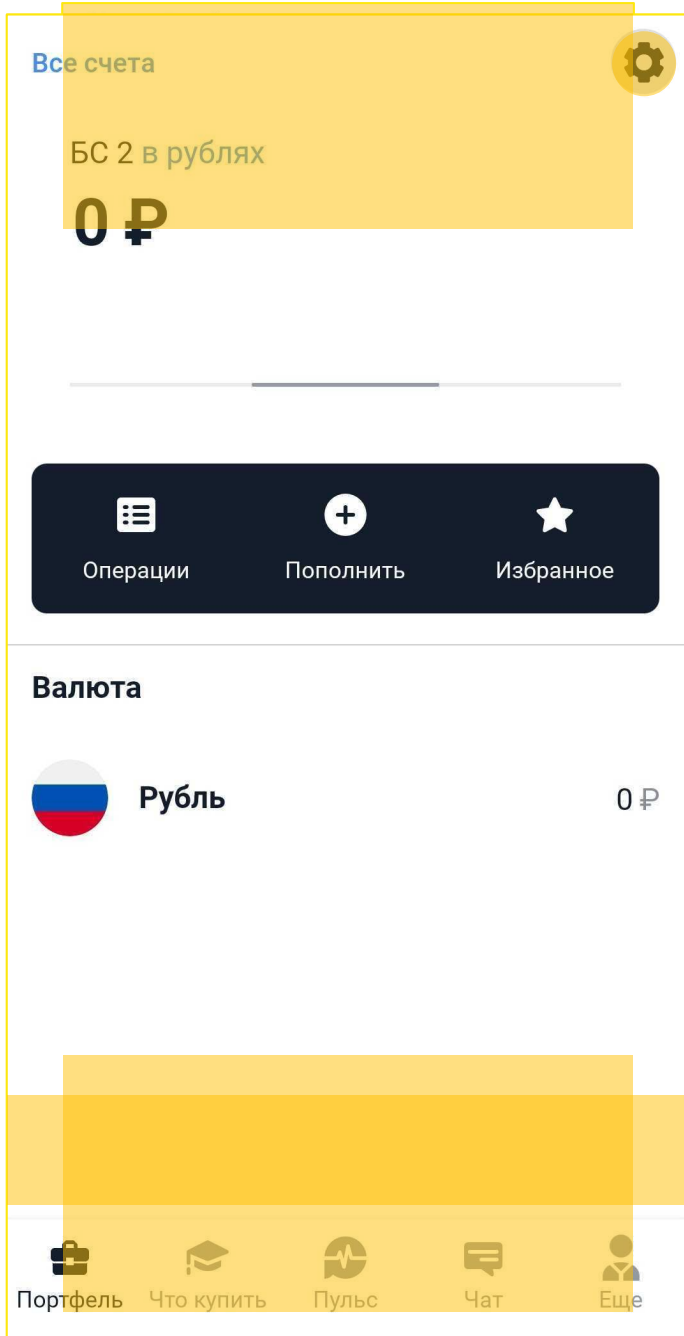 Все счета
БС 2 в рублях
0 ₽
Операции Пополнить Избранное
Валюта
Рубль 0 ₽
Портфель Что купить Пульс Чат Еще